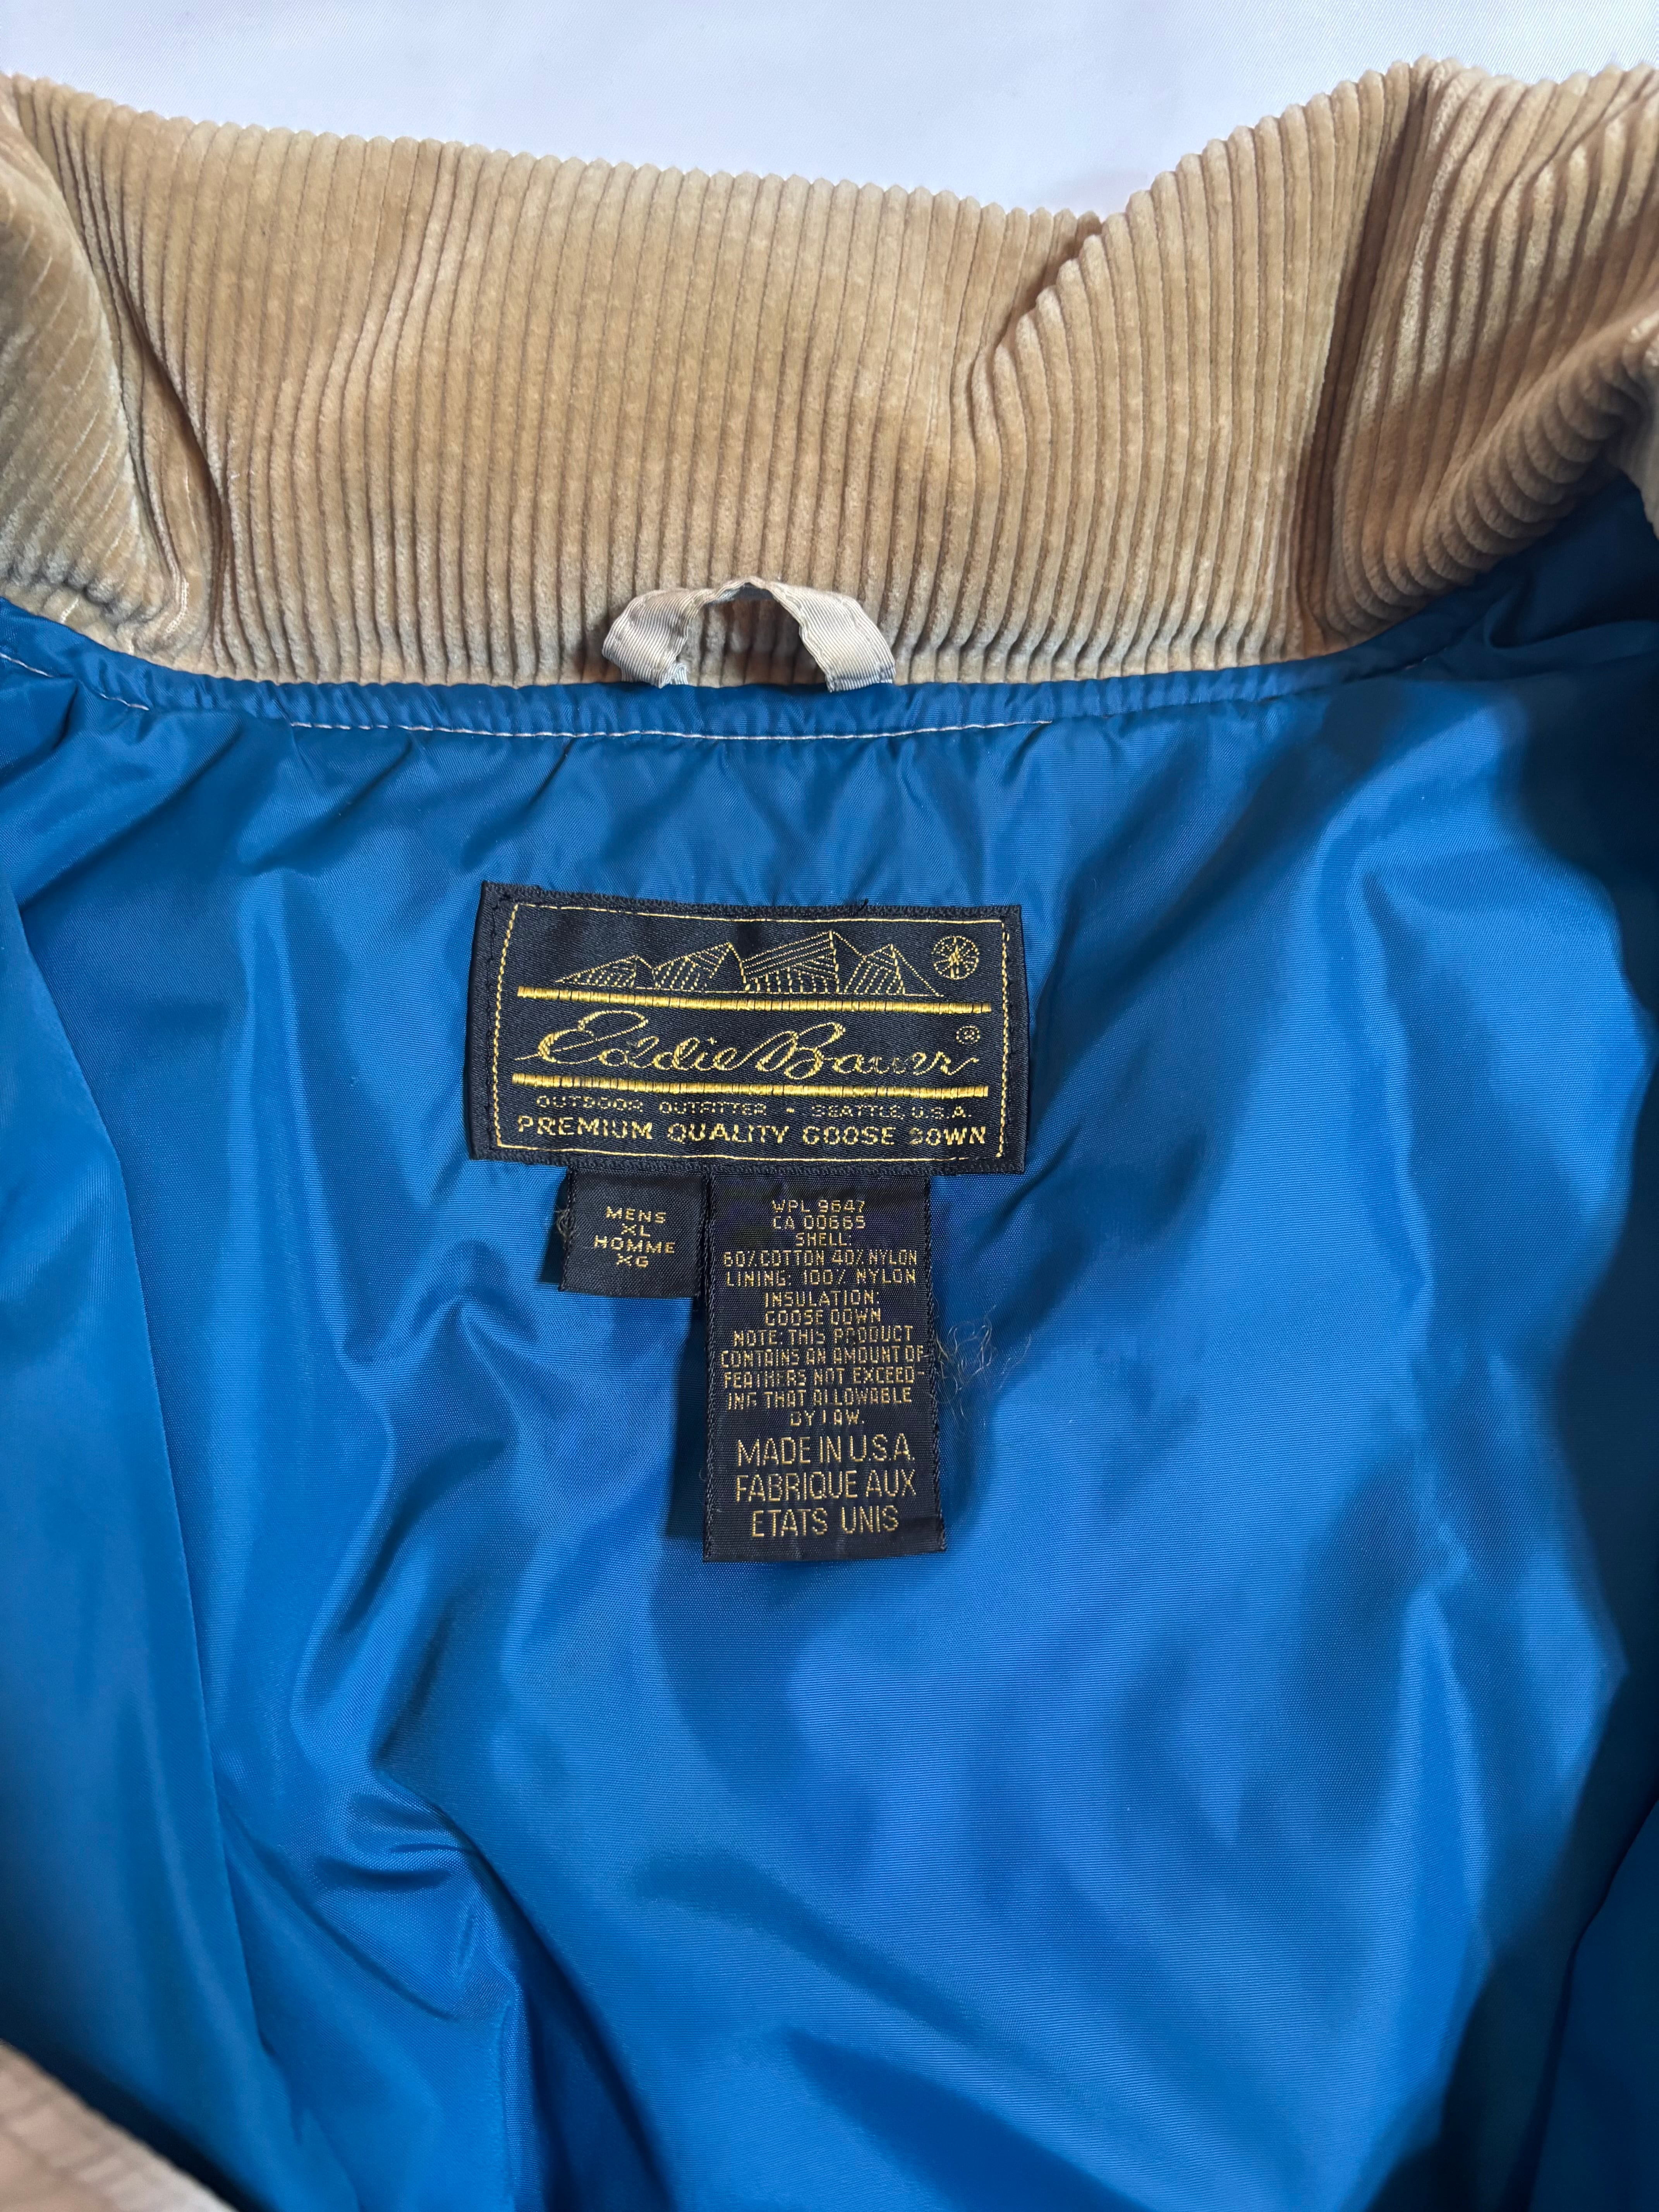 Eddie Bauer®
OUTDOOR OUTFITTER - SEATTLE, U.S.A.
PREMIUM QUALITY GOOSE DOWN
MENS
XL
HOMME
XG
WPL 9647
CA 00665
SHELL:
60% COTTON 40% NYLON
LINING: 100% NYLON
INSULATION:
GOOSE DOWN
NOTE: THIS PRODUCT
CONTAINS AN AMOUNT OF
FEATHERS NOT EXCEED-
ING THAT ALLOWABLE
BY LAW.
MADE IN U.S.A.
FABRIQUE AUX
ETATS UNIS